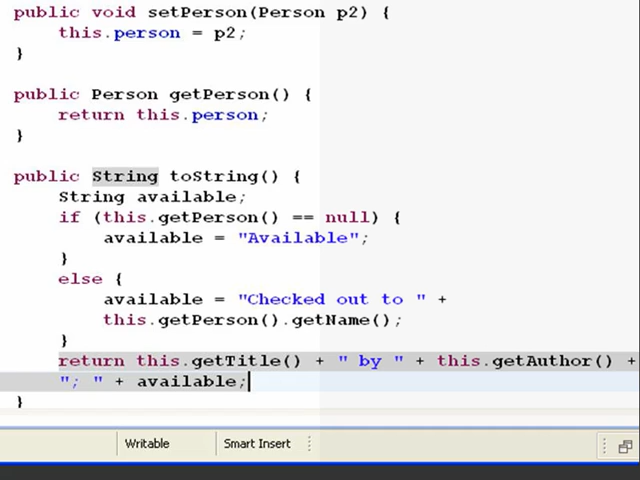 public void setPerson(Person p2) {
this.person = p2;
}
public Person getPerson() {
return this.person;
}
public String toString() {
String available;
if (this.getPerson() == null) {
available = "Available";
}
else {
available = "Checked out to " +
this.getPerson().getName();
}
return this.getTitle() + " by " + this.getAuthor() +
"; " + available;
}
Writable
Smart Insert